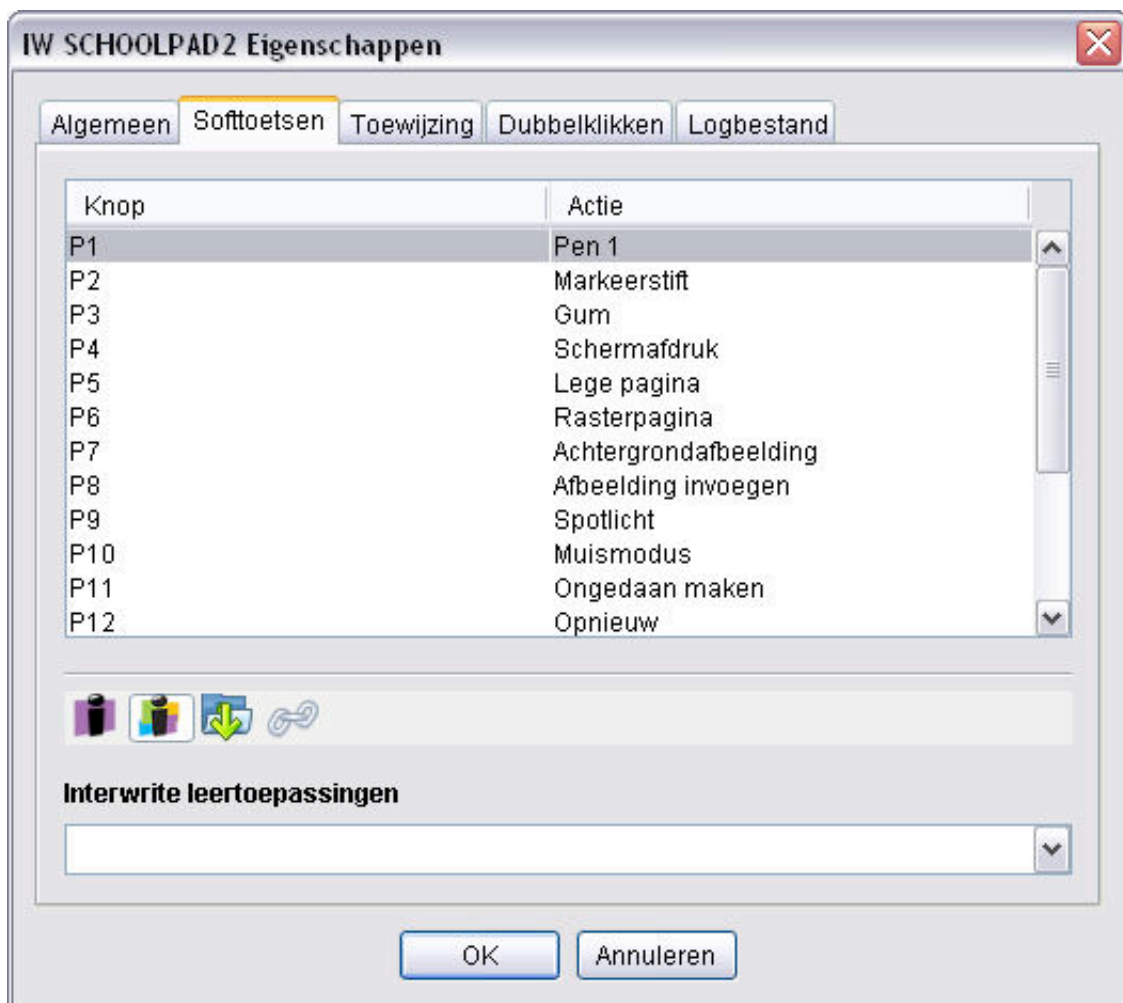 IW SCHOOLPAD2 Eigenschappen
Algemeen Softtoetsen Toewijzing Dubbelklikken Logbestand
Knop Actie
P1 Pen 1
P2 Markeerstift
P3 Gum
P4 Schermafdruk
P5 Lege pagina
P6 Rasterpagina
P7 Achtergrondafbeelding
P8 Afbeelding invoegen
P9 Spotlicht
P10 Muismodus
P11 Ongedaan maken
P12 Opnieuw
Interwrite leertoepassingen
OK Annuleren